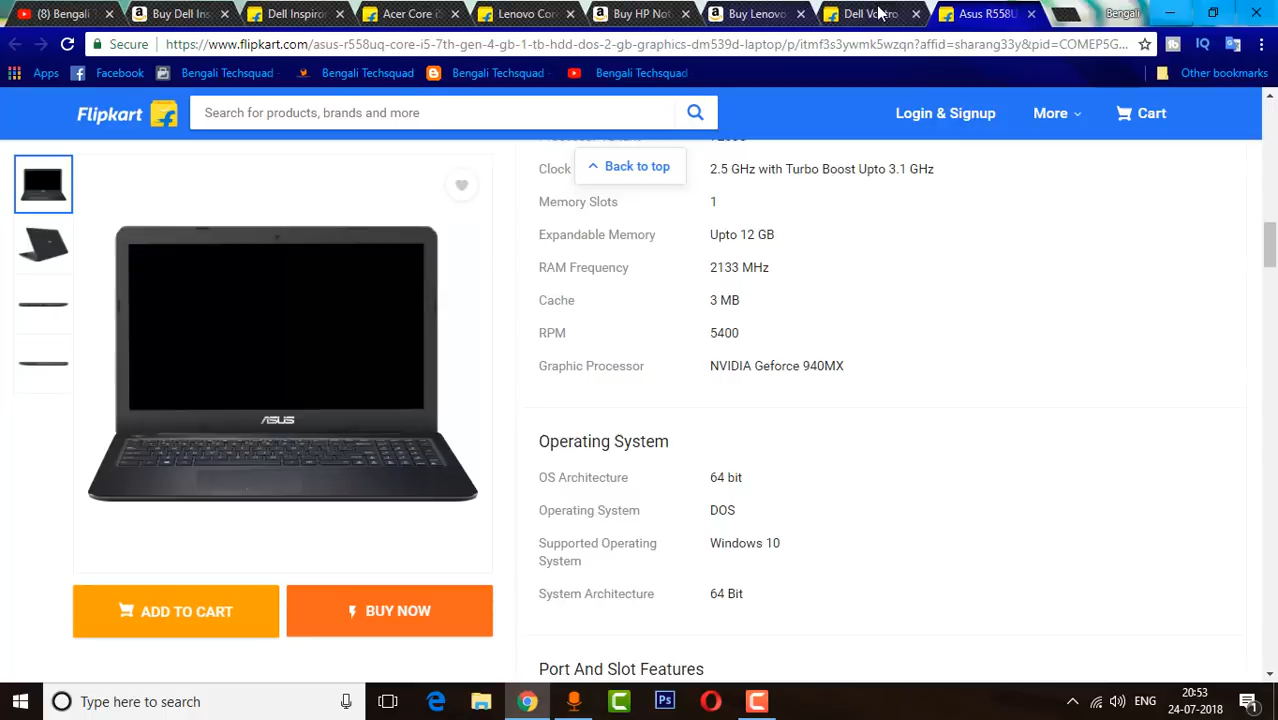 Bengali
Buy Dell Ins
Dell Inspiror
Acer Core i
Lenovo Cor
Buy HP Not
Buy Lenovo
Dell Vostro
Asus R558U
Bengali
Secure
https://www.flipkart.com/asus-r558uq-core-i5-7th-gen-4-gb-1-tb-hdd-dos-2-gb-graphics-dm539d-laptop/p/itmf3s3ywmk5wzqn?affid=sharang33y&pid=COMEP5G...
IQ
Apps
Facebook
Bengali Techsquad
Bengali Techsquad
Bengali Techsquad
Bengali Techsquad
Other bookmarks
Flipkart
Search for products, brands and more
Login & Signup
More
Cart
Back to top
Clock
2.5 GHz with Turbo Boost Upto 3.1 GHz
Memory Slots
1
Expandable Memory
Upto 12 GB
RAM Frequency
2133 MHz
Cache
3 MB
RPM
5400
Graphic Processor
NVIDIA Geforce 940MX
ASUS
Operating System
OS Architecture
64 bit
Operating System
DOS
Supported Operating
System
Windows 10
System Architecture
64 Bit
ADD TO CART
BUY NOW
Port And Slot Features
Type here to search
Ps
ENG
20:53
24-07-2018